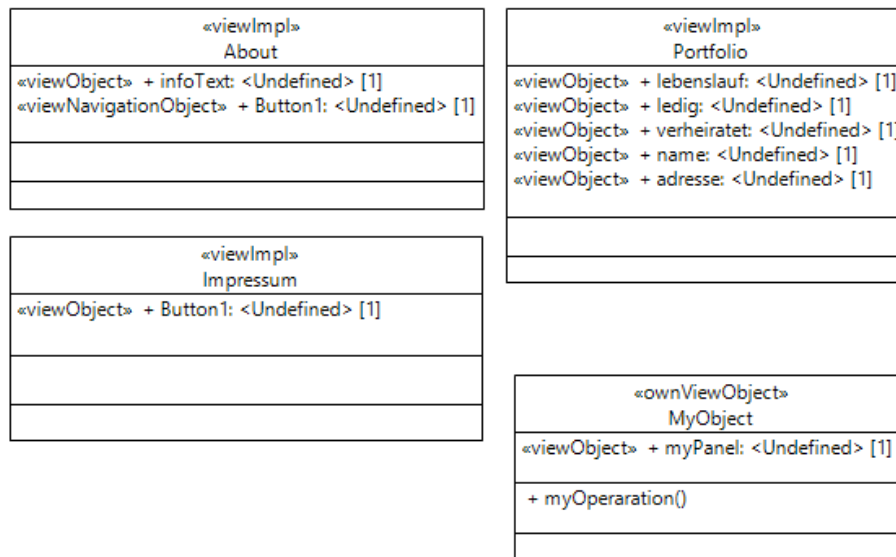 «viewImpl»
About
«viewObject» + infoText: <Undefined> [1]
«viewNavigationObject» + Button1: <Undefined> [1]
«viewImpl»
Portfolio
«viewObject» + lebenslauf: <Undefined> [1]
«viewObject» + ledig: <Undefined> [1]
«viewObject» + verheiratet: <Undefined> [1]
«viewObject» + name: <Undefined> [1]
«viewObject» + adresse: <Undefined> [1]
«viewImpl»
Impressum
«viewObject» + Button1: <Undefined> [1]
«ownViewObject»
MyObject
«viewObject» + myPanel: <Undefined> [1]
+ myOperaration()